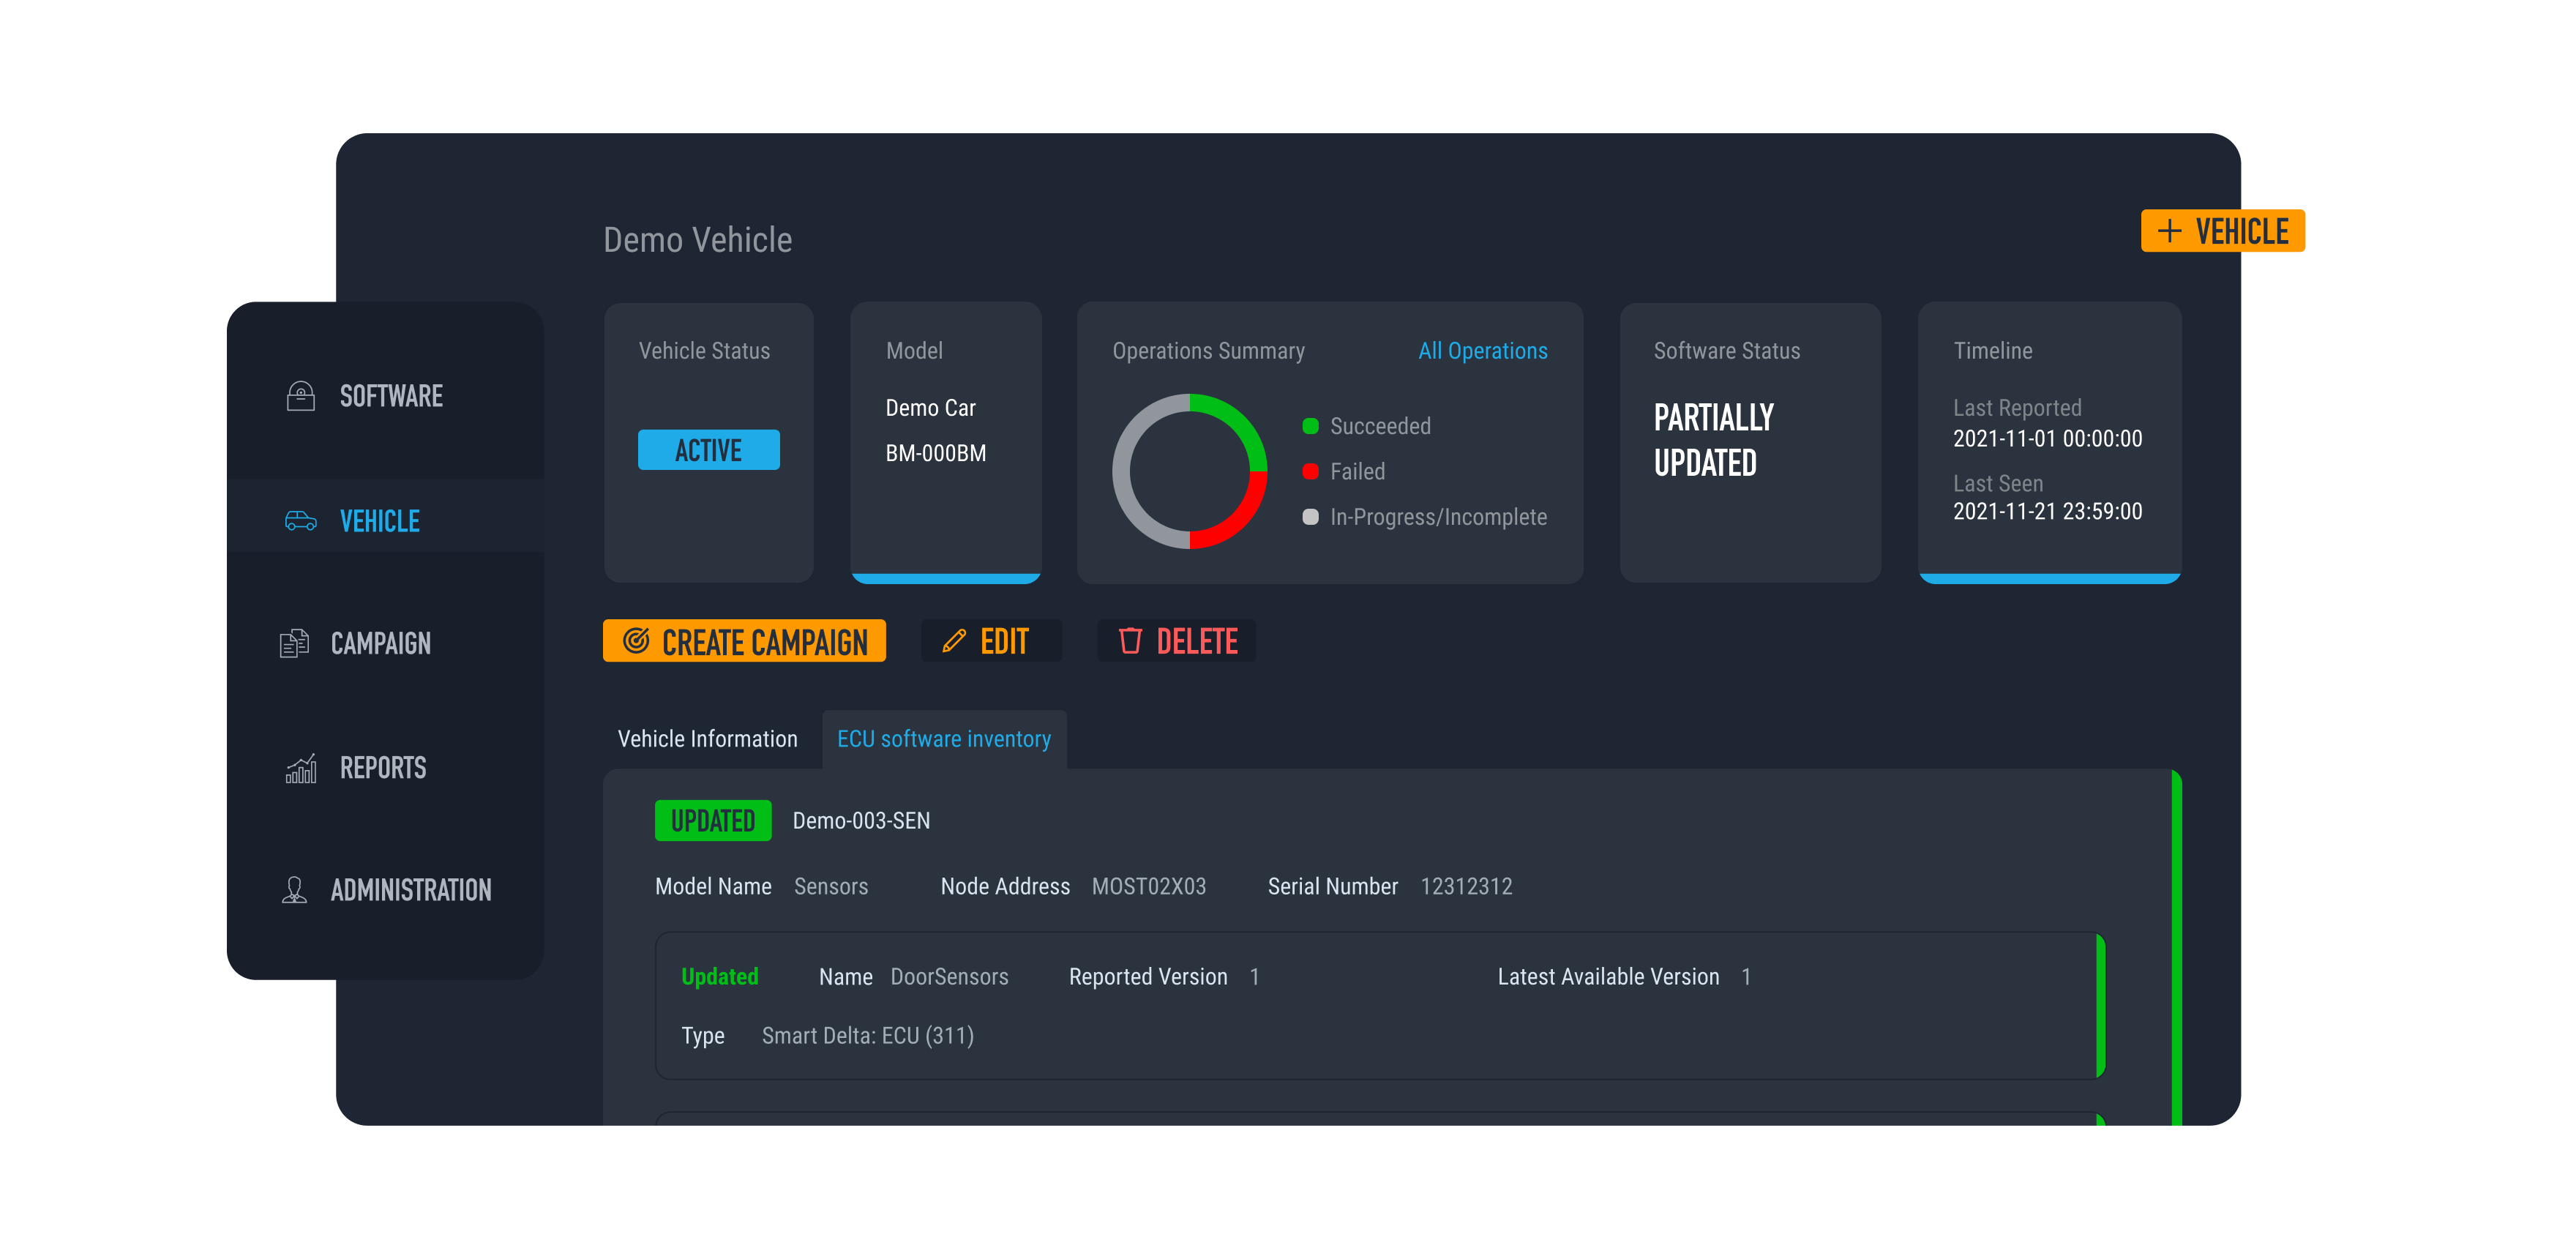 Demo Vehicle
+ VEHICLE
SOFTWARE
VEHICLE
CAMPAIGN
REPORTS
ADMINISTRATION
Vehicle Status
ACTIVE
Model
Demo Car
BM-000BM
Operations Summary All Operations
Succeeded
Failed
In-Progress/Incomplete
Software Status
PARTIALLY
UPDATED
Timeline
Last Reported
2021-11-01 00:00:00
Last Seen
2021-11-21 23:59:00
CREATE CAMPAIGN EDIT DELETE
Vehicle Information ECU software inventory
UPDATED Demo-003-SEN
Model Name Sensors Node Address MOST02X03 Serial Number 12312312
Updated Name DoorSensors Reported Version 1 Latest Available Version 1
Type Smart Delta: ECU (311)